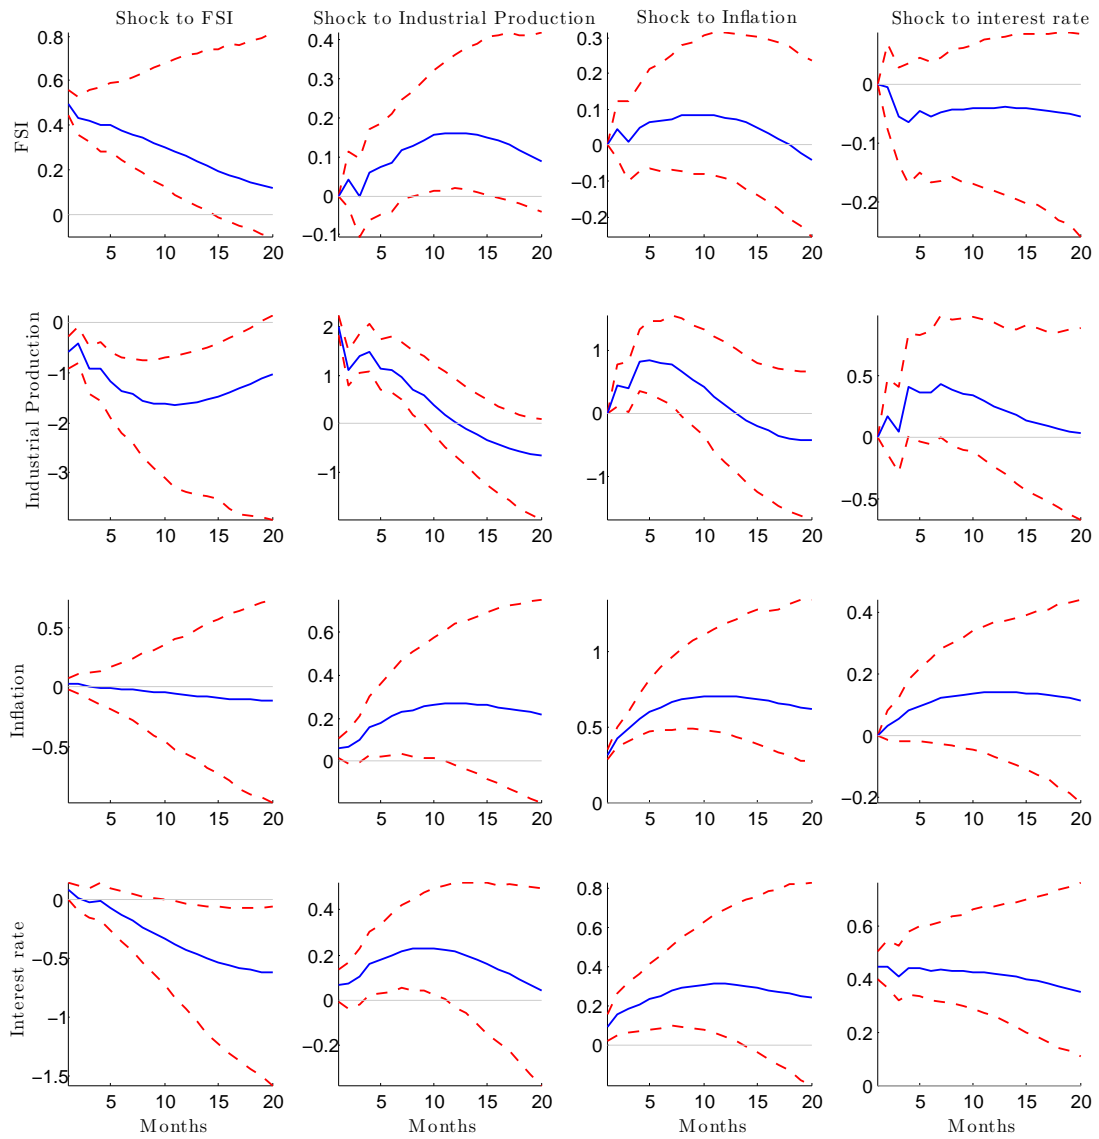 Shock to FSI
Shock to Industrial Production
Shock to Inflation
Shock to interest rate
FSI
0.8
0.6
0.4
0.2
0
5 10 15 20
0.4
0.3
0.2
0.1
0
−0.1
5 10 15 20
0.3
0.2
0.1
0
−0.1
−0.2
5 10 15 20
0
−0.1
−0.2
5 10 15 20
Industrial Production
0
−1
−2
−3
5 10 15 20
2
1
0
−1
5 10 15 20
1
0
−1
5 10 15 20
0.5
0
−0.5
5 10 15 20
Inflation
0.5
0
−0.5
5 10 15 20
0.6
0.4
0.2
0
5 10 15 20
1
0.5
0
5 10 15 20
0.4
0.2
0
−0.2
5 10 15 20
Interest rate
0
−0.5
−1
−1.5
5 10 15 20
Months
0.4
0.2
0
−0.2
5 10 15 20
Months
0.8
0.6
0.4
0.2
0
5 10 15 20
Months
0.6
0.4
0.2
0
5 10 15 20
Months